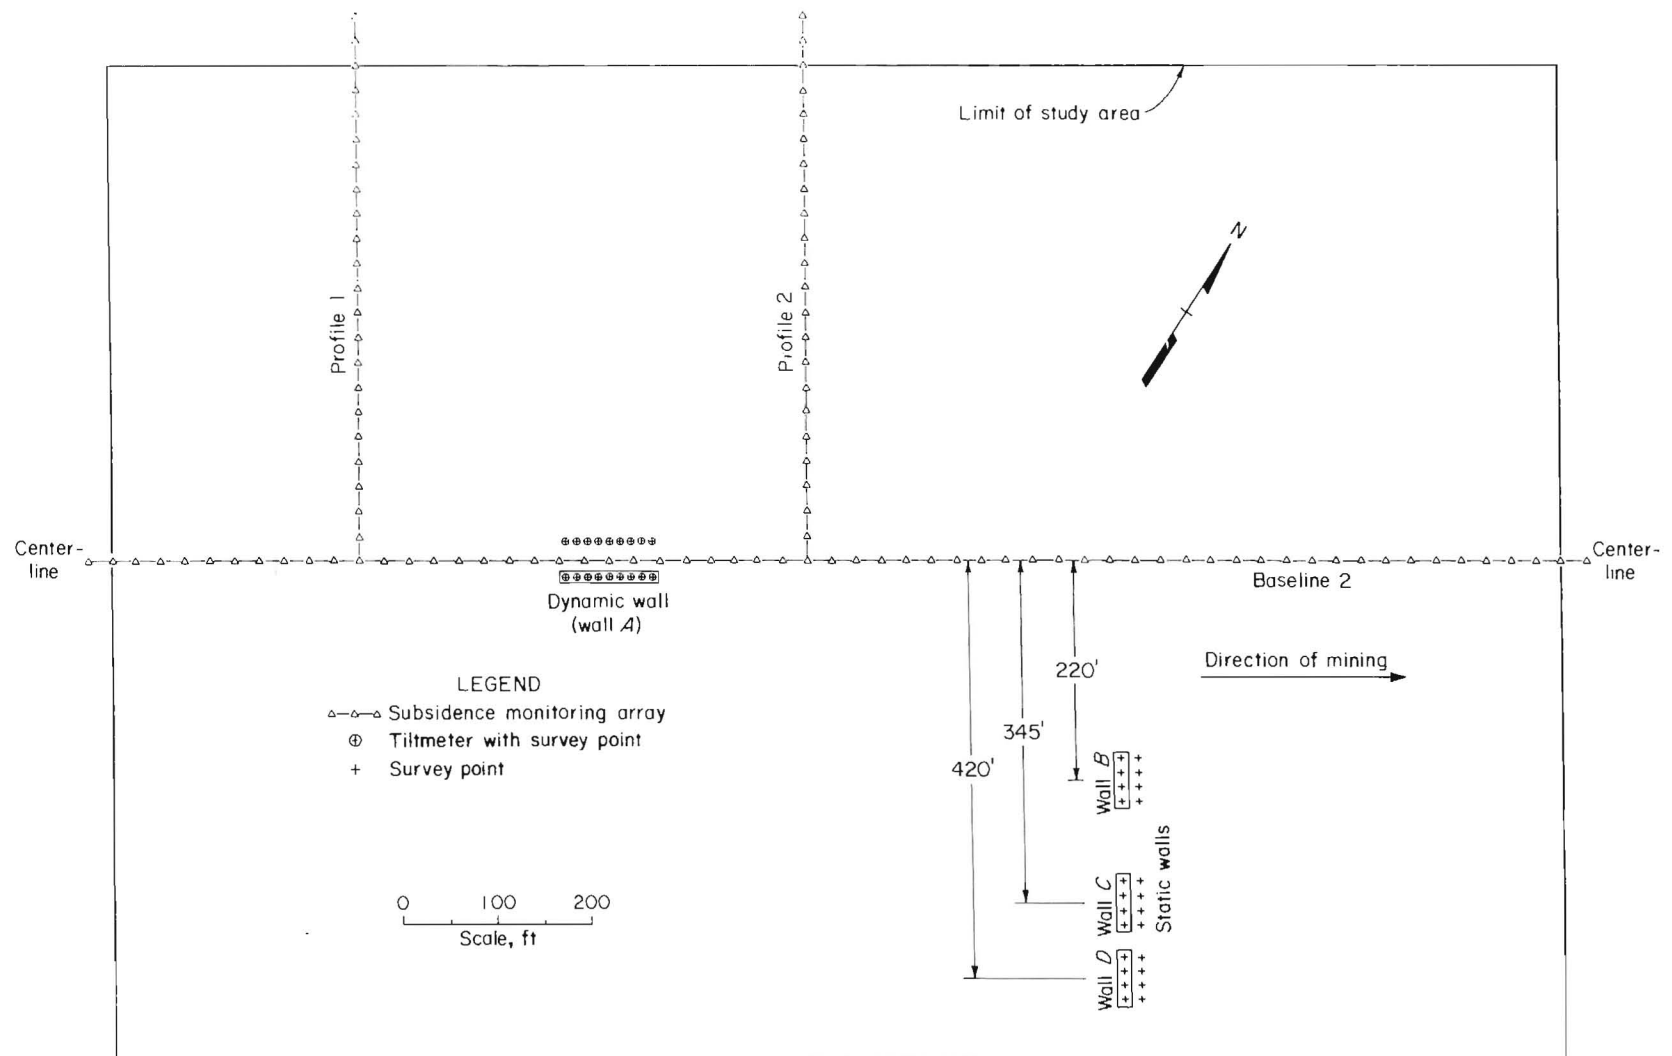 Limit of study area
N
Profile 1
Profile 2
Center-
line
Center-
line
Baseline 2
Dynamic wall
(wall A)
Direction of mining
220'
345'
420'
LEGEND
Subsidence monitoring array
Tiltmeter with survey point
Survey point
Wall B
Wall C
Wall D
Static walls
0 100 200
Scale, ft